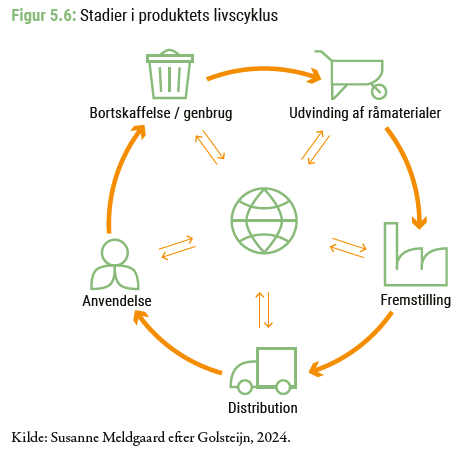 Figur 5.6: Stadier i produktets livscyklus
Bortskaffelse / genbrug
Udvinding af råmaterialer
Anvendelse
Fremstilling
Distribution
Kilde: Susanne Meldgaard efter Golsteijn, 2024.